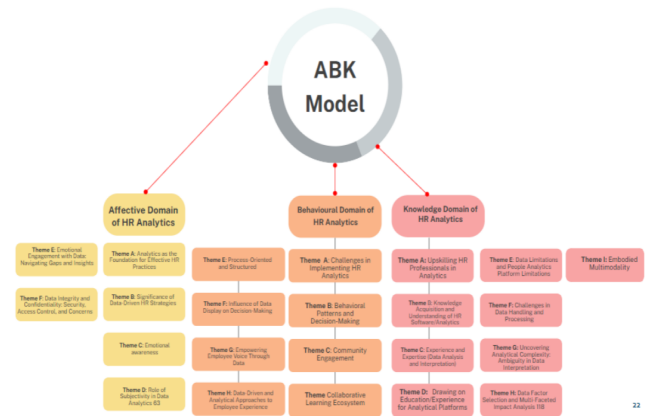 ABK
Model
Affective Domain
of HR Analytics
Behavioural Domain of
HR Analytics
Knowledge Domain of
HR Analytics
Theme E: Emotional
Engagement with Data:
Navigating Gaps and Insights
Theme F: Data Integrity and
Confidentiality: Security,
Access Control, and Concerns
Theme A: Analytics as the
Foundation for Effective HR
Practices
Theme B: Significance of
Data-Driven HR Strategies
Theme C: Emotional
awareness
Theme D: Role of
Subjectivity in Data
Analytics 83
Theme E: Process-Oriented
and Structured
Theme F: Influence of Data
Display on Decision-Making
Theme G: Empowering
Employee Voice Through
Data
Theme H: Data-Driven and
Analytical Approaches to
Employee Experience
Theme A: Challenges in
Implementing HR
Analytics
Theme B: Behavioral
Patterns and
Decision-Making
Theme C: Community
Engagement
Theme Collaborative
Learning Ecosystem
Theme A: Upskilling HR
Professionals in
Analytics
Theme D: Knowledge
Acquisition and
Understanding of HR
Software/Analytics
Theme C: Experience and
Expertise (Data Analysis
and Interpretation)
Theme D: Drawing on
Education/Experience
for Analytical Platforms
Theme E: Data Limitations
and People Analytics
Platform Limitations
Theme F: Challenges in
Data Handling and
Processing
Theme G: Uncovering
Analytical Complexity:
Ambiguity in Data
Interpretation
Theme H: Data Factor
Selection and Multi-Faceted
Impact Analysis 118
Theme I: Embodied
Multimodality
22